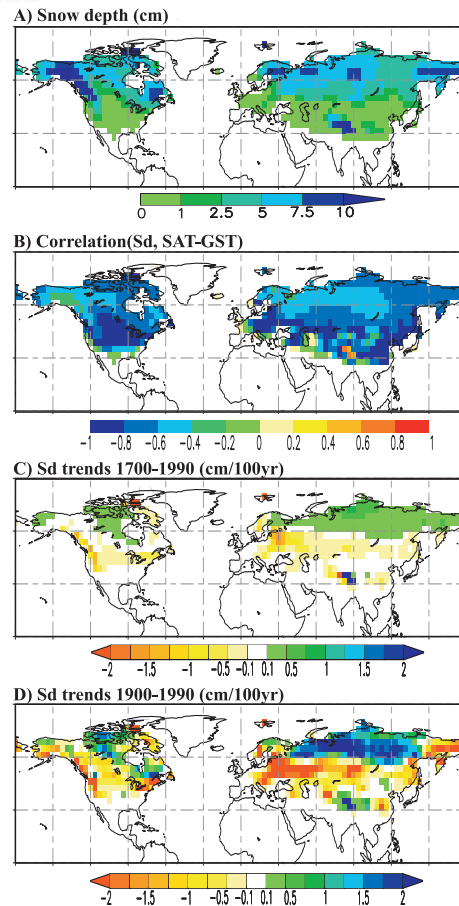 A) Snow depth (cm)
0 1 2.5 5 7.5 10
B) Correlation(Sd, SAT-GST)
-1 -0.8 -0.6 -0.4 -0.2 0 0.2 0.4 0.6 0.8 1
C) Sd trends 1700-1990 (cm/100yr)
-2 -1.5 -1 -0.5 -0.1 0.1 0.5 1 1.5 2
D) Sd trends 1900-1990 (cm/100yr)
-2 -1.5 -1 -0.5 -0.1 0.1 0.5 1 1.5 2